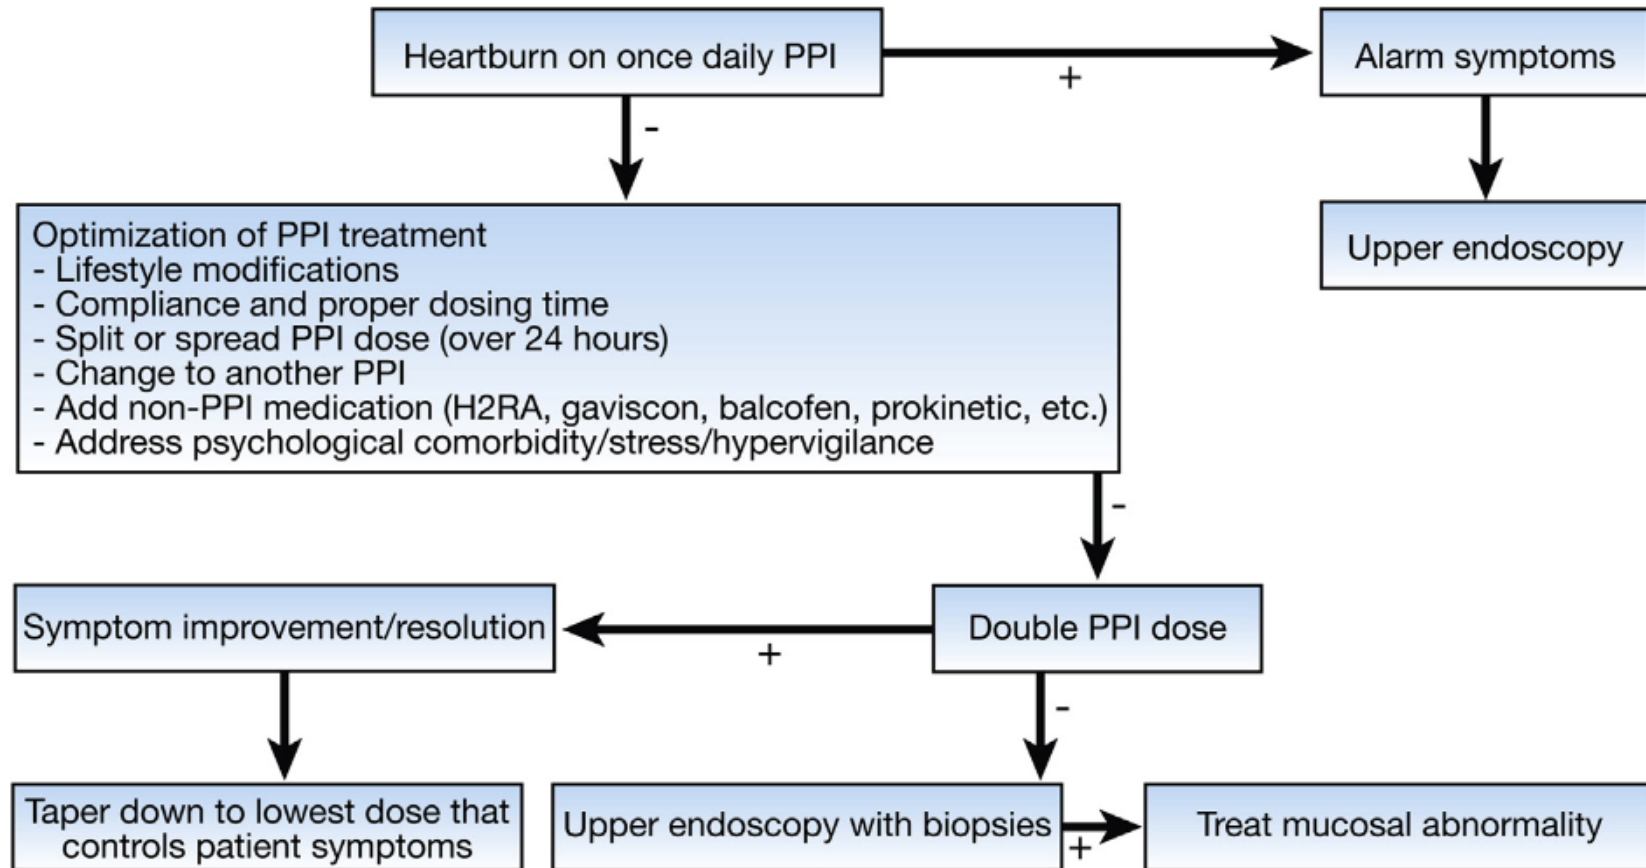 Heartburn on once daily PPI
+
Alarm symptoms
-
Upper endoscopy
Optimization of PPI treatment
- Lifestyle modifications
- Compliance and proper dosing time
- Split or spread PPI dose (over 24 hours)
- Change to another PPI
- Add non-PPI medication (H2RA, gaviscon, balcofen, prokinetic, etc.)
- Address psychological comorbidity/stress/hypervigilance
-
Symptom improvement/resolution
+
Double PPI dose
-
Taper down to lowest dose that
controls patient symptoms
Upper endoscopy with biopsies
+
Treat mucosal abnormality